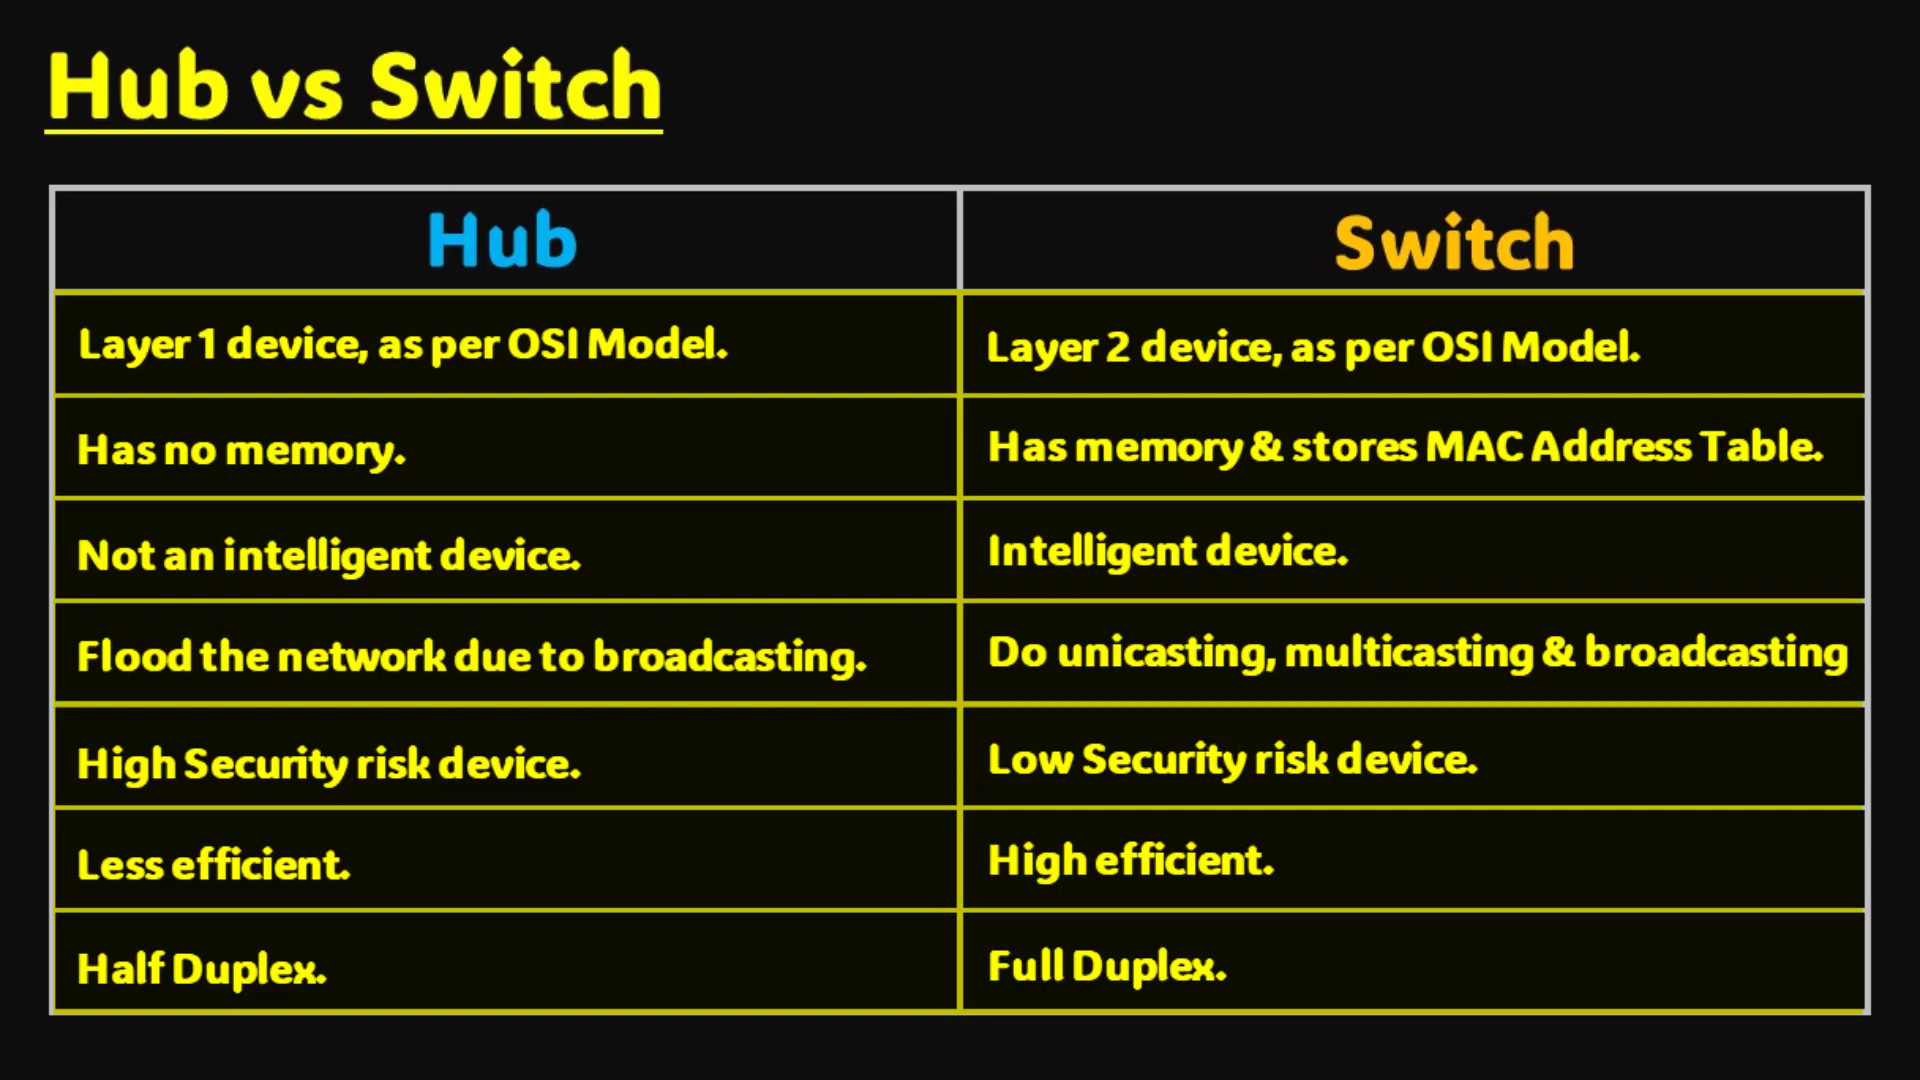 Hub vs Switch
Hub
Switch
Layer 1 device, as per OSI Model.
Layer 2 device, as per OSI Model.
Has no memory.
Has memory & stores MAC Address Table.
Not an intelligent device.
Intelligent device.
Flood the network due to broadcasting.
Do unicasting, multicasting & broadcasting
High Security risk device.
Low Security risk device.
Less efficient.
High efficient.
Half Duplex.
Full Duplex.